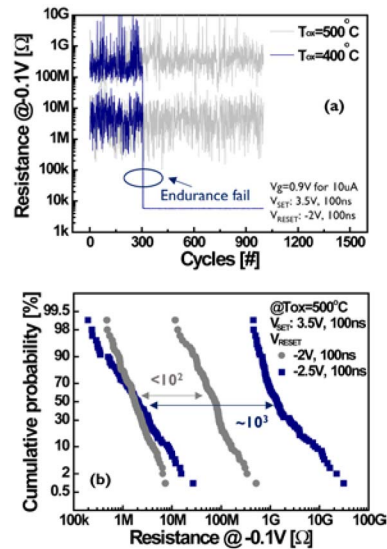 10G
1G
100M
10M
1M
100k
10k
1k
Resistance @-0.1V [Ω]
Tox=500°C
Tox=400°C
(a)
Endurance fail
Vg=0.9V for 10uA
VSET: 3.5V, 100ns
VRESET: -2V, 100ns
0 300 600 900 1200 1500
Cycles [#]
Cumulative probability [%]
99.5
98
90
70
50
30
10
2
0.5
@Tox=500°C
VSET: 3.5V, 100ns
VRESET
-2V, 100ns
-2.5V, 100ns
<10²
~10³
(b)
100k 1M 10M 100M 1G 10G
Resistance @ -0.1V [Ω]